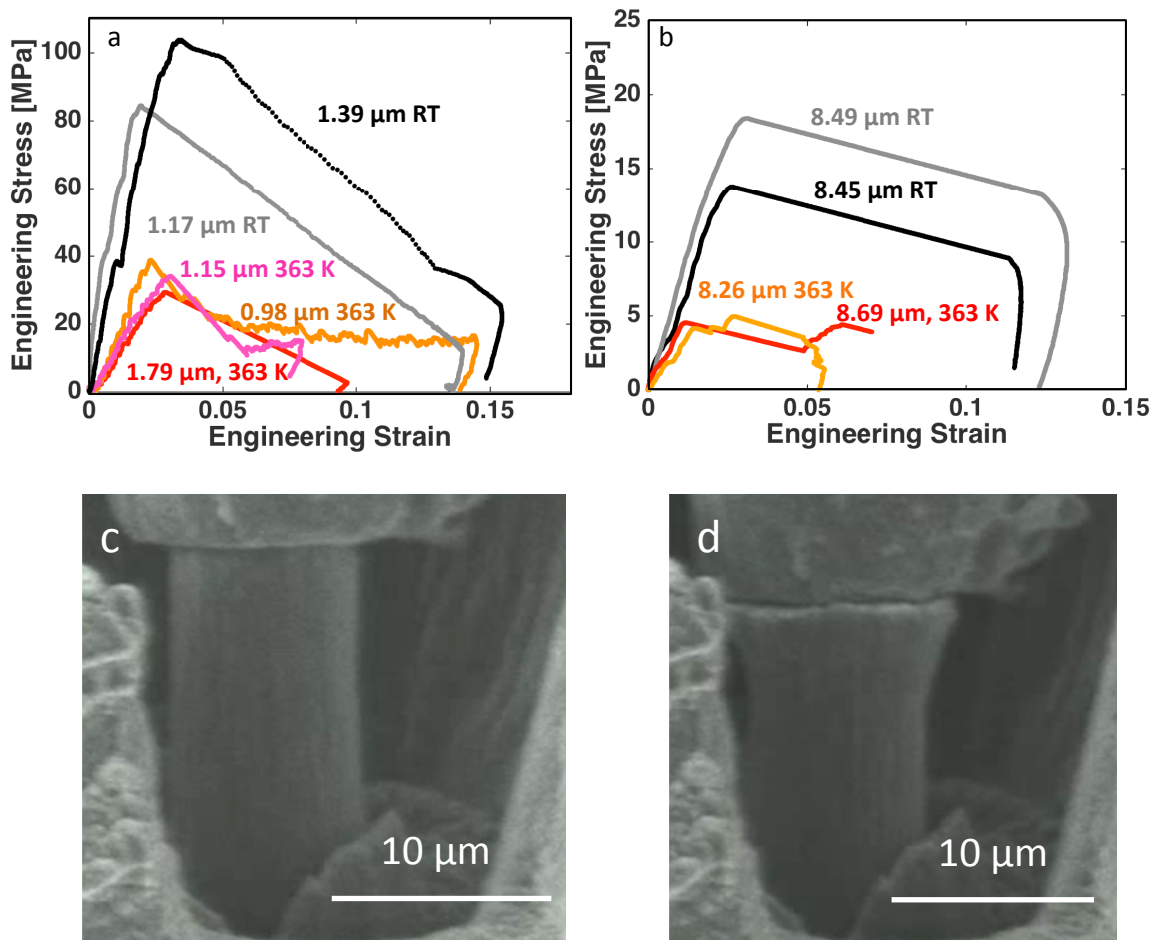 a
Engineering Stress [MPa]
100
80
60
40
20
0
1.39 µm RT
1.17 µm RT
1.15 µm 363 K
0.98 µm 363 K
1.79 µm, 363 K
0
0.05
0.1
0.15
Engineering Strain
b
Engineering Stress [MPa]
25
20
15
10
5
0
8.49 µm RT
8.45 µm RT
8.26 µm 363 K
8.69 µm, 363 K
0
0.05
0.1
0.15
Engineering Strain
c
10 µm
d
10 µm